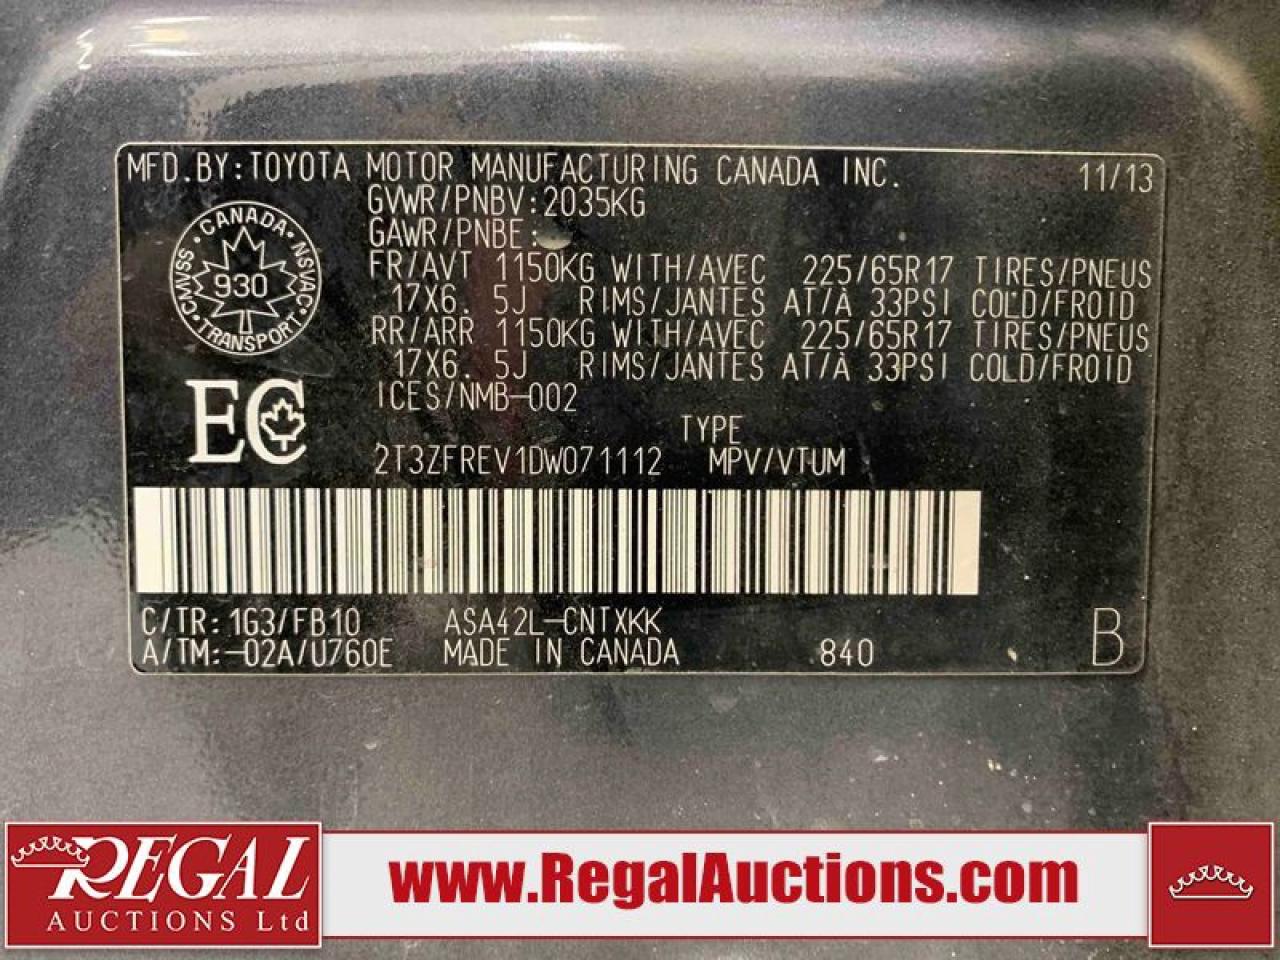 MFD.BY:TOYOTA MOTOR MANUFACTURING CANADA INC. 11/13
GVWR/PNBV:2035KG
GAWR/PNBE:
FR/AVT 1150KG WITH/AVEC 225/65R17 TIRES/PNEUS
17X6.5J RIMS/JANTES AT/À 33PSI COLD/FROID
RR/ARR 1150KG WITH/AVEC 225/65R17 TIRES/PNEUS
17X6.5J RIMS/JANTES AT/À 33PSI COLD/FROID
ICES/NMB-002
CANADA · NSVAC · TRANSPORT · CMVSS ·
930
EC
TYPE
2T3ZFREV1DW071112 MPV/VTUM
C/TR:1G3/FB10 ASA42L-CNTXKK
A/TM:-02A/U760E MADE IN CANADA 840 B
REGAL
AUCTIONS Ltd
www.RegalAuctions.com